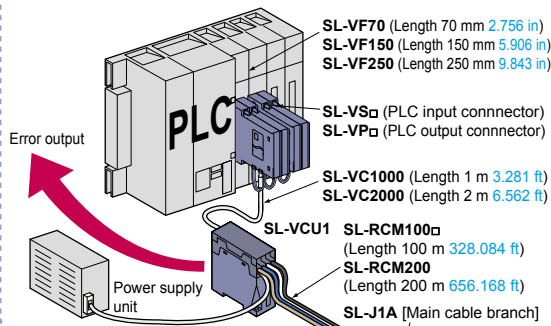 SL-VF70 (Length 70 mm 2.756 in)
SL-VF150 (Length 150 mm 5.906 in)
SL-VF250 (Length 250 mm 9.843 in)
PLC
SL-VS□ (PLC input connnector)
SL-VP□ (PLC output connnector)
Error output
SL-VC1000 (Length 1 m 3.281 ft)
SL-VC2000 (Length 2 m 6.562 ft)
SL-VCU1
SL-RCM100□
(Length 100 m 328.084 ft)
SL-RCM200
(Length 200 m 656.168 ft)
Power supply
unit
SL-J1A [Main cable branch]